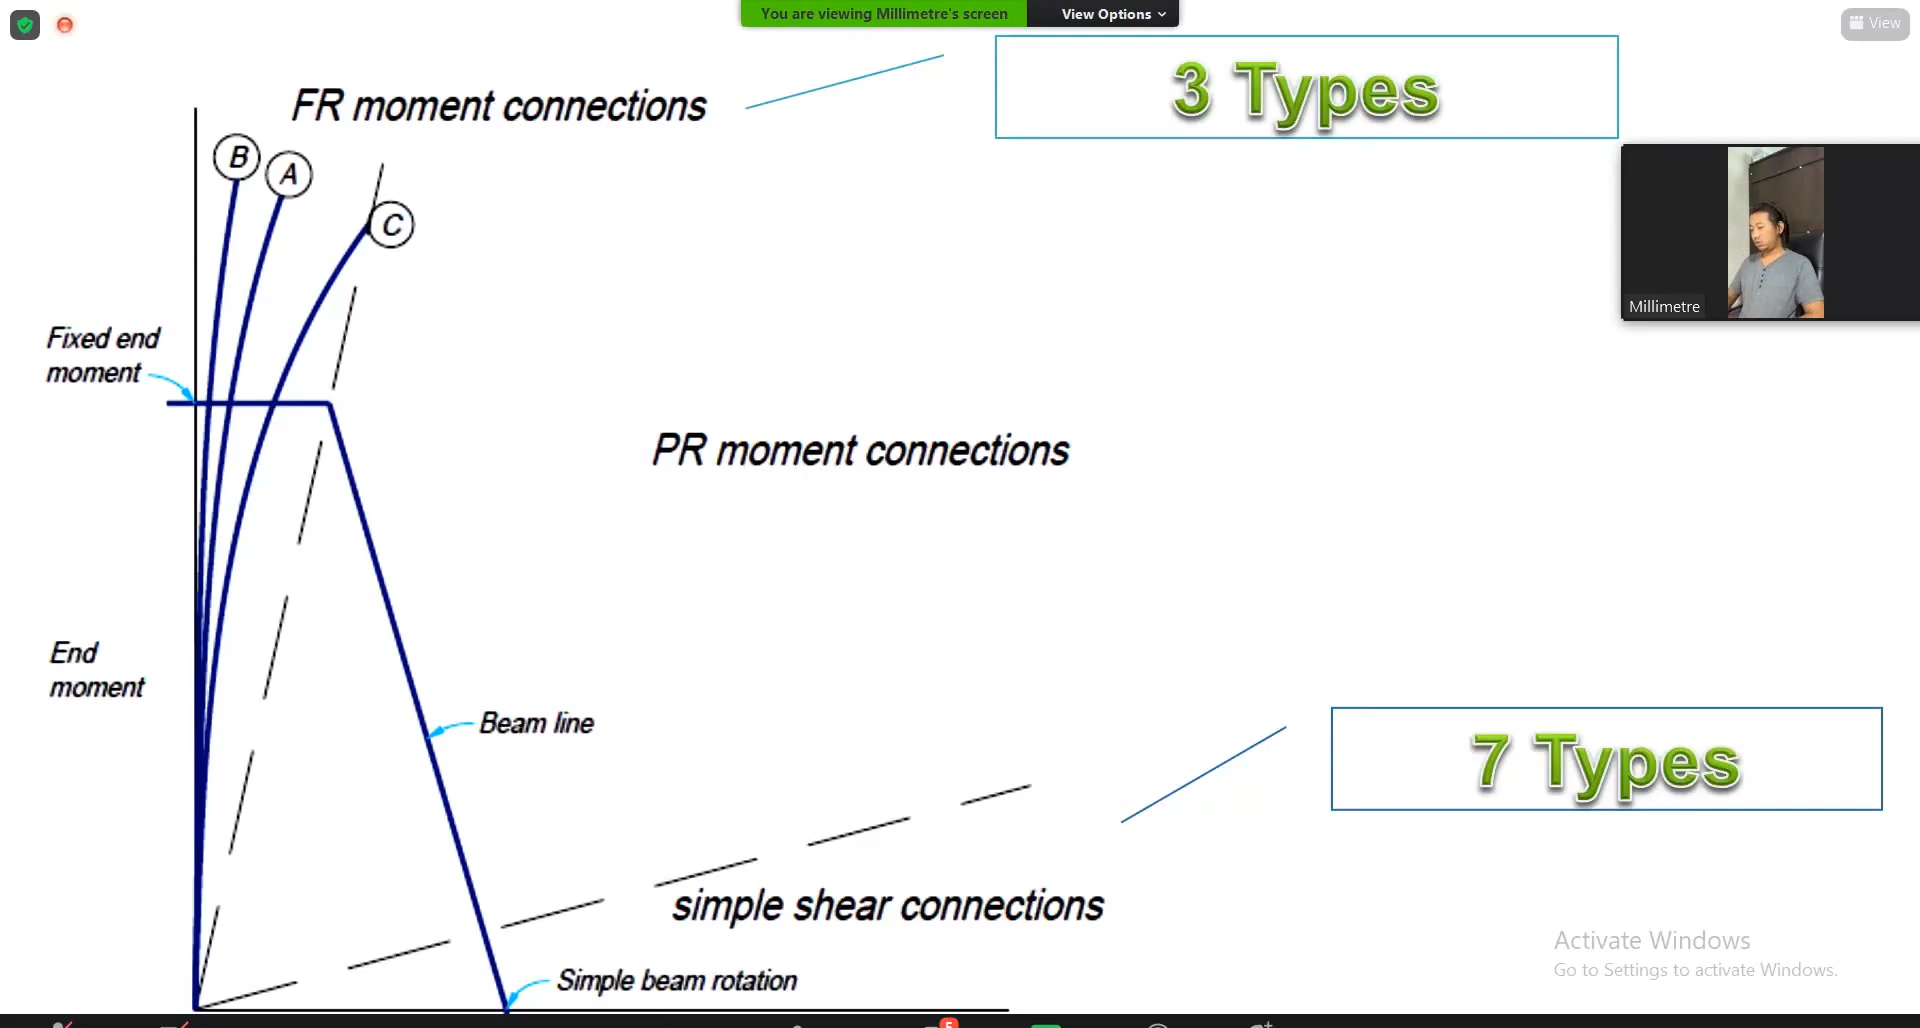 You are viewing Millimetre's screen
View Options
View
FR moment connections
3 Types
B
A
C
Millimetre
Fixed end
moment
PR moment connections
End
moment
Beam line
7 Types
simple shear connections
Activate Windows
Go to Settings to activate Windows.
Simple beam rotation
5